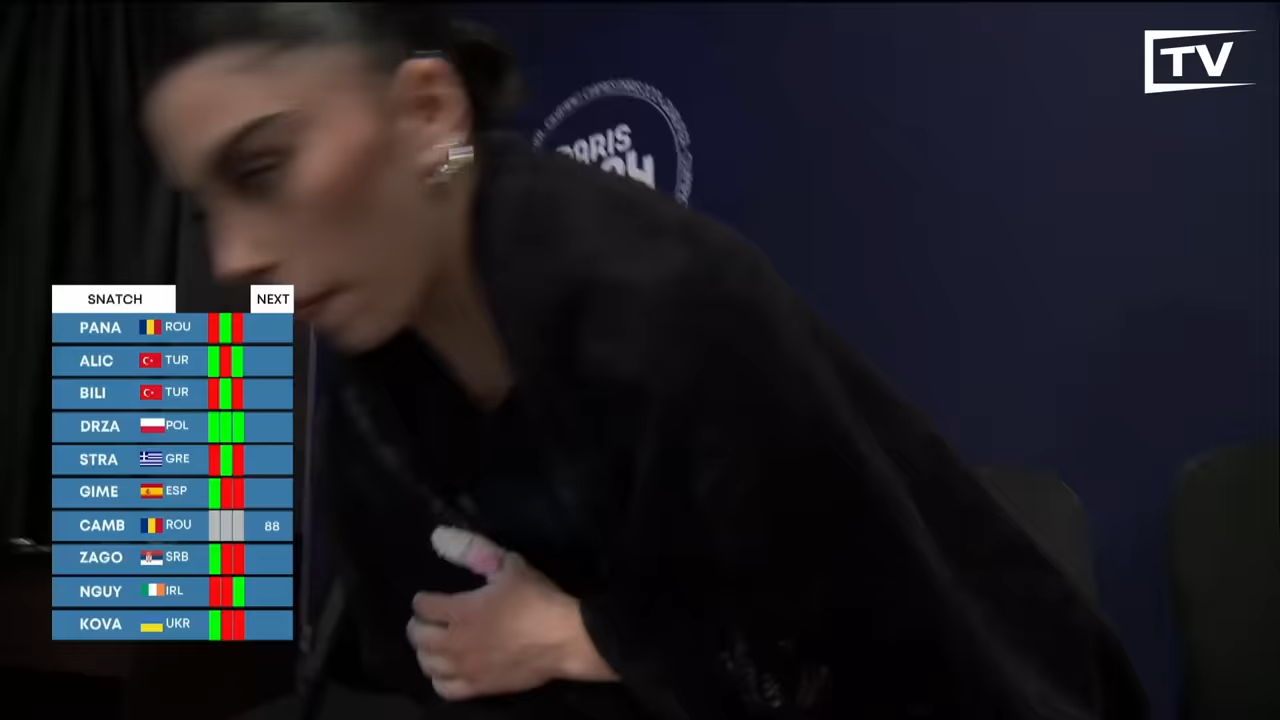 TV
PARIS
SNATCH NEXT
PANA ROU
ALIC TUR
BILI TUR
DRZA POL
STRA GRE
GIME ESP
CAMB ROU 88
ZAGO SRB
NGUY IRL
KOVA UKR